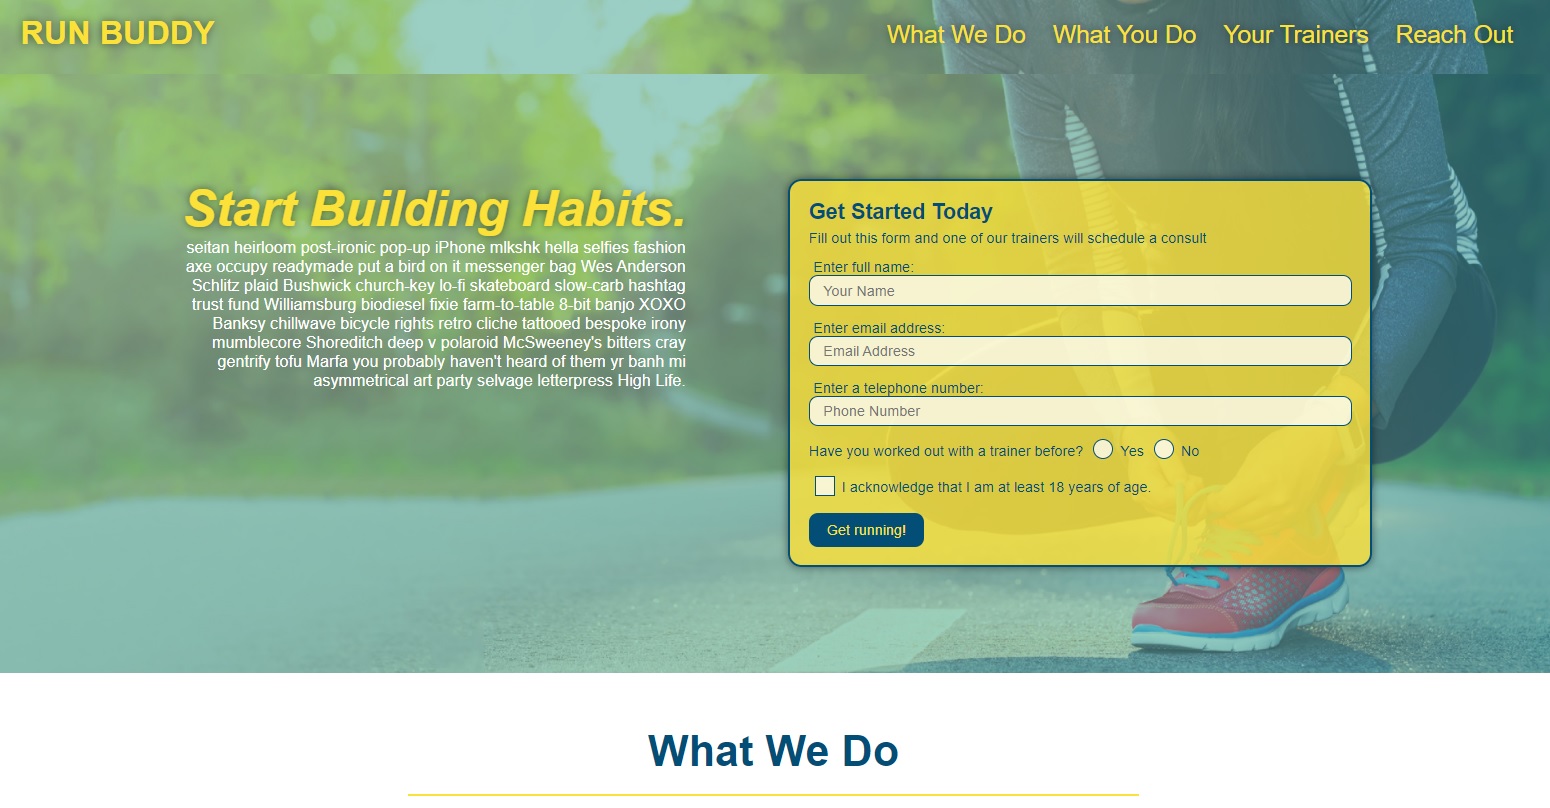 RUN BUDDY
What We Do What You Do Your Trainers Reach Out
Start Building Habits.
seitan heirloom post-ironic pop-up iPhone mlkshk hella selfies fashion
axe occupy readymade put a bird on it messenger bag Wes Anderson
Schlitz plaid Bushwick church-key lo-fi skateboard slow-carb hashtag
trust fund Williamsburg biodiesel fixie farm-to-table 8-bit banjo XOXO
Banksy chillwave bicycle rights retro cliche tattooed bespoke irony
mumblecore Shoreditch deep v polaroid McSweeney's bitters cray
gentrify tofu Marfa you probably haven't heard of them yr banh mi
asymmetrical art party selvage letterpress High Life.
Get Started Today
Fill out this form and one of our trainers will schedule a consult
Enter full name:
Your Name
Enter email address:
Email Address
Enter a telephone number:
Phone Number
Have you worked out with a trainer before? Yes No
I acknowledge that I am at least 18 years of age.
Get running!
What We Do